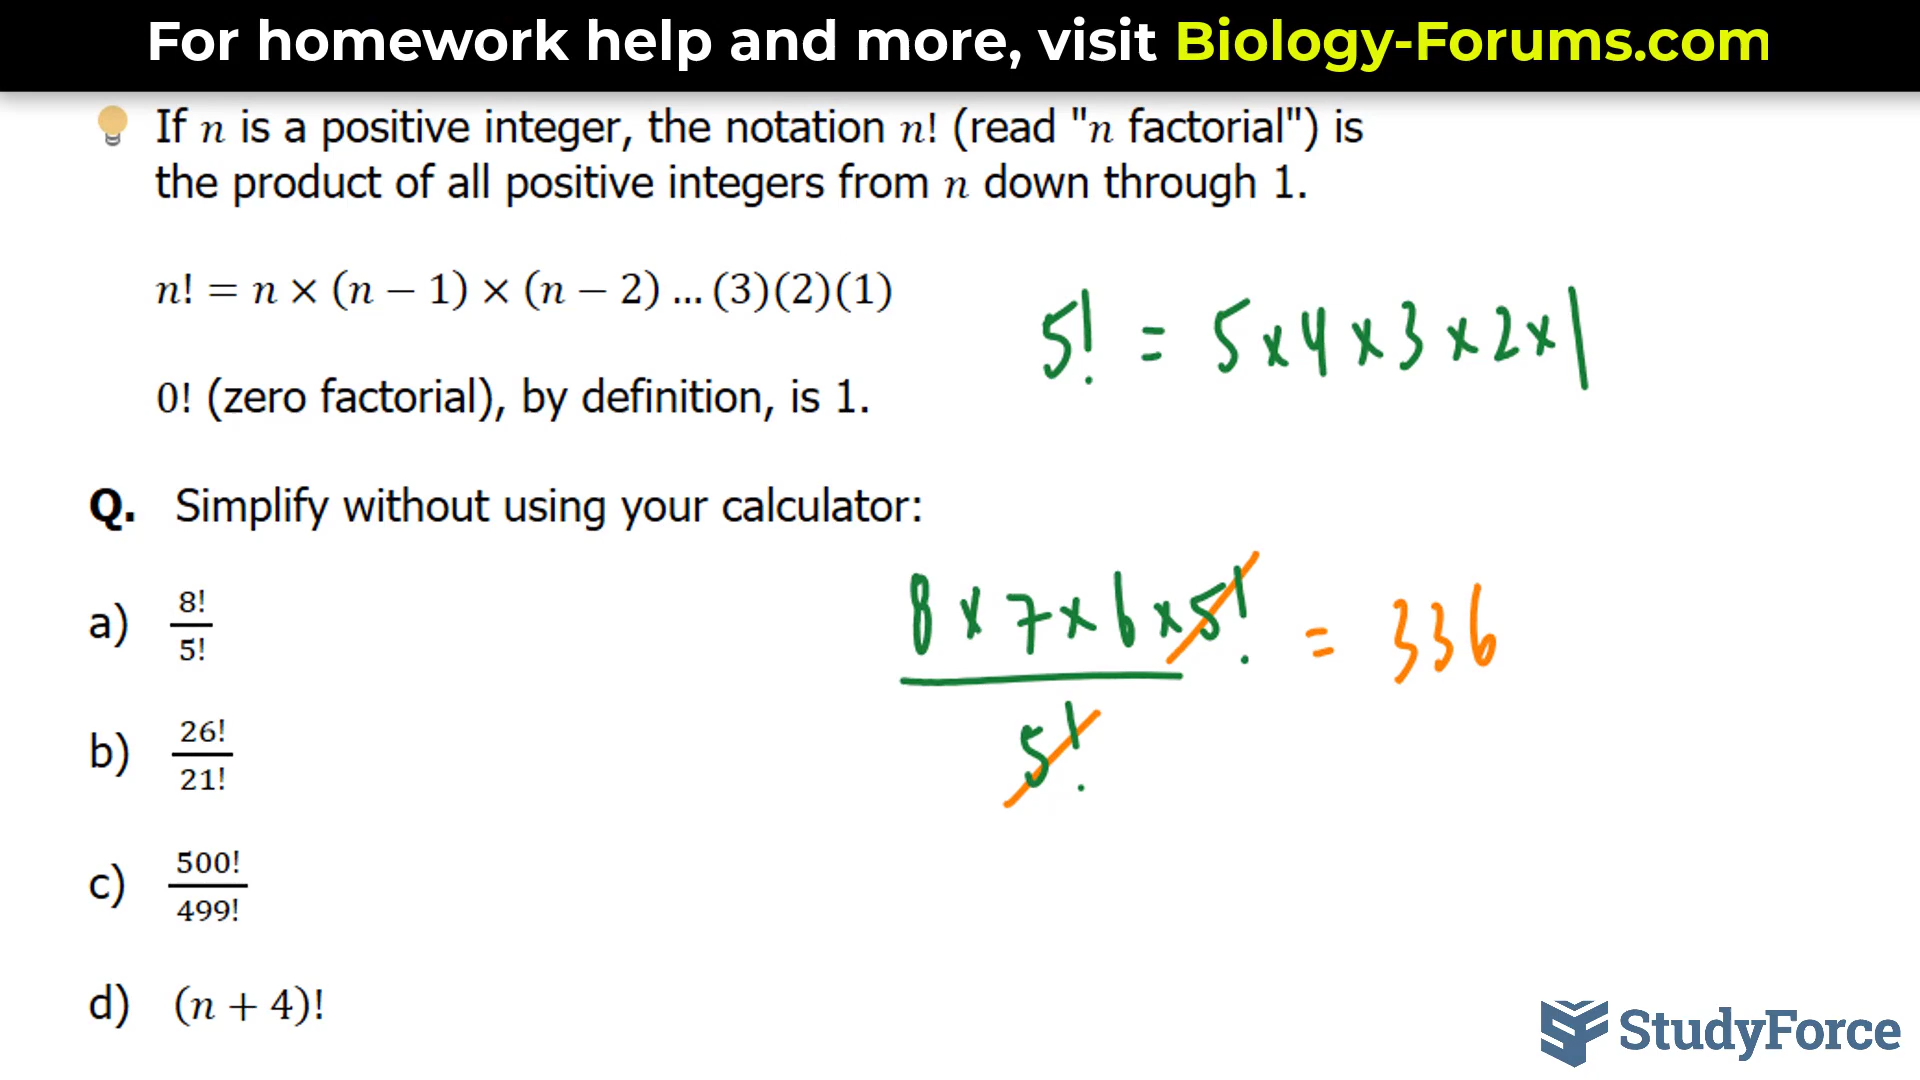 For homework help and more, visit Biology-Forums.com
If n is a positive integer, the notation n! (read "n factorial") is
the product of all positive integers from n down through 1.
n! = n × (n − 1) × (n − 2) ... (3)(2)(1)
5! = 5 × 4 × 3 × 2 × 1
0! (zero factorial), by definition, is 1.
Q. Simplify without using your calculator:
a) 8!
5!
8 × 7 × 6 × 5! = 336
5!
b) 26!
21!
c) 500!
499!
d) (n + 4)!
StudyForce